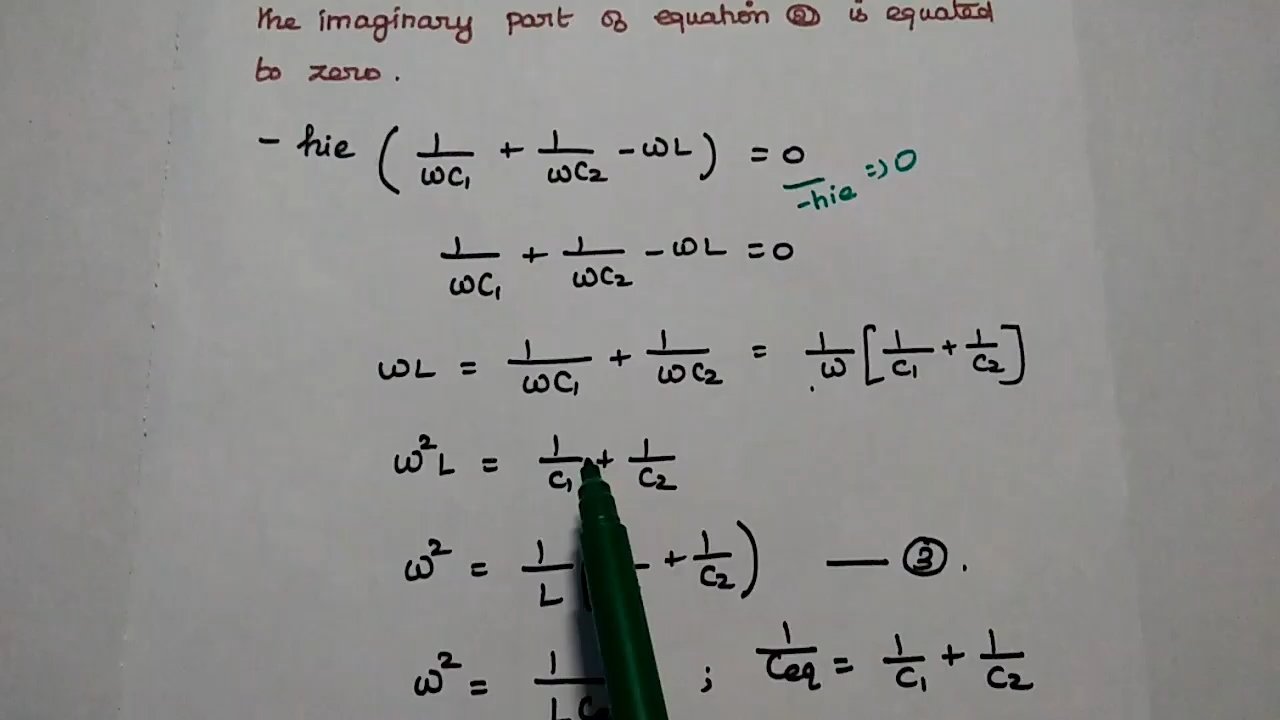 the imaginary part of equation ② is equated
to zero.
- hie ( 1/ωC₁ + 1/ωC₂ - ωL ) = 0
/-hie => 0
1/ωC₁ + 1/ωC₂ - ωL = 0
ωL = 1/ωC₁ + 1/ωC₂ = 1/ω [ 1/C₁ + 1/C₂ ]
ω²L = 1/C₁ + 1/C₂
ω² = 1/L ( + 1/C₂ ) — ③.
ω² = 1/L C ; 1/Ceq = 1/C₁ + 1/C₂